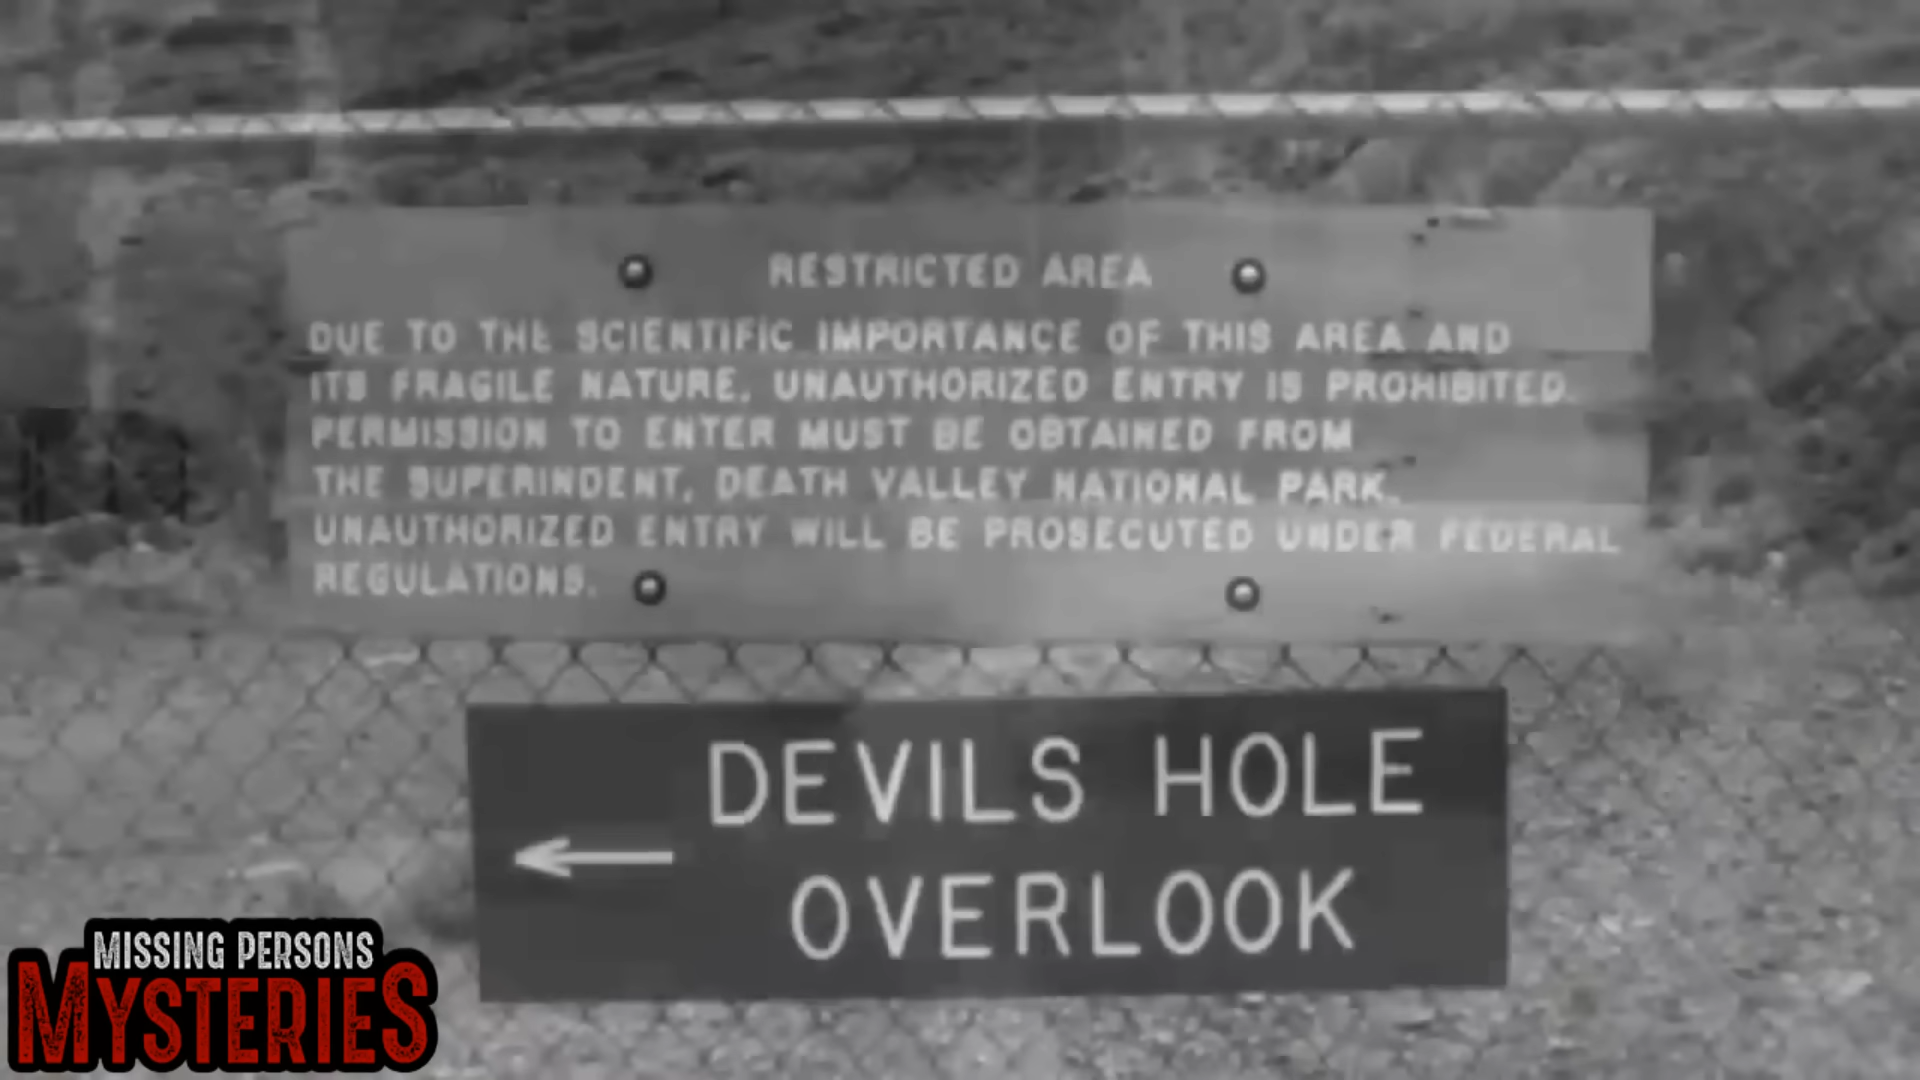 RESTRICTED AREA
DUE TO THE SCIENTIFIC IMPORTANCE OF THIS AREA AND
ITS FRAGILE NATURE, UNAUTHORIZED ENTRY IS PROHIBITED.
PERMISSION TO ENTER MUST BE OBTAINED FROM
THE SUPERINDENT, DEATH VALLEY NATIONAL PARK.
UNAUTHORIZED ENTRY WILL BE PROSECUTED UNDER FEDERAL
REGULATIONS.
DEVILS HOLE
OVERLOOK
MISSING PERSONS
MYSTERIES